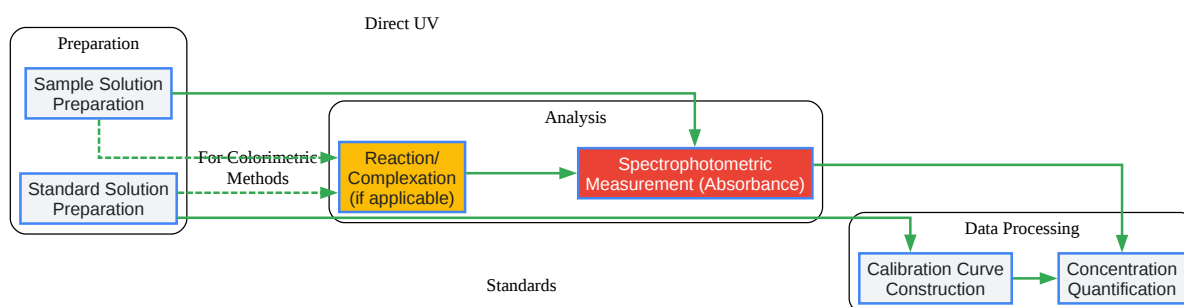 Direct UV
Preparation
Sample Solution
Preparation
Analysis
For Colorimetric
Methods
Reaction/
Complexation
(if applicable)
Spectrophotometric
Measurement (Absorbance)
Standard Solution
Preparation
Data Processing
Calibration Curve
Construction
Concentration
Quantification
Standards